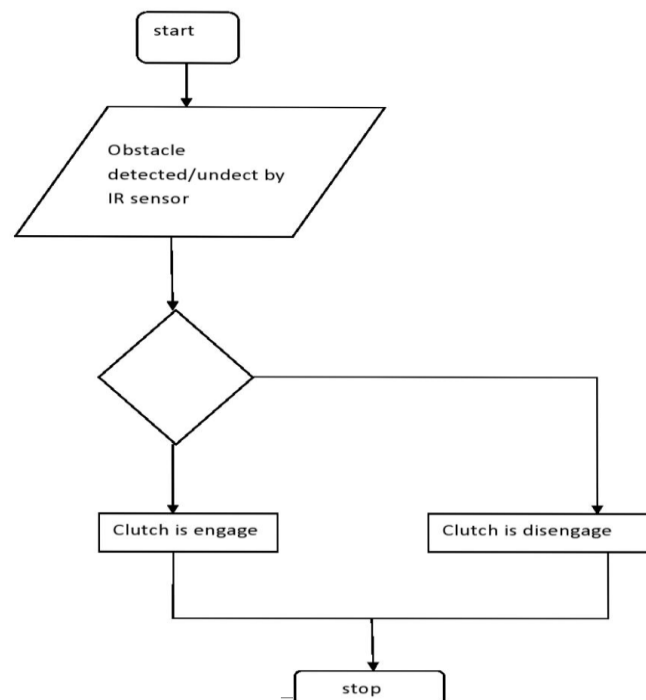 start
Obstacle
detected/undect by
IR sensor
Clutch is engage
Clutch is disengage
stop